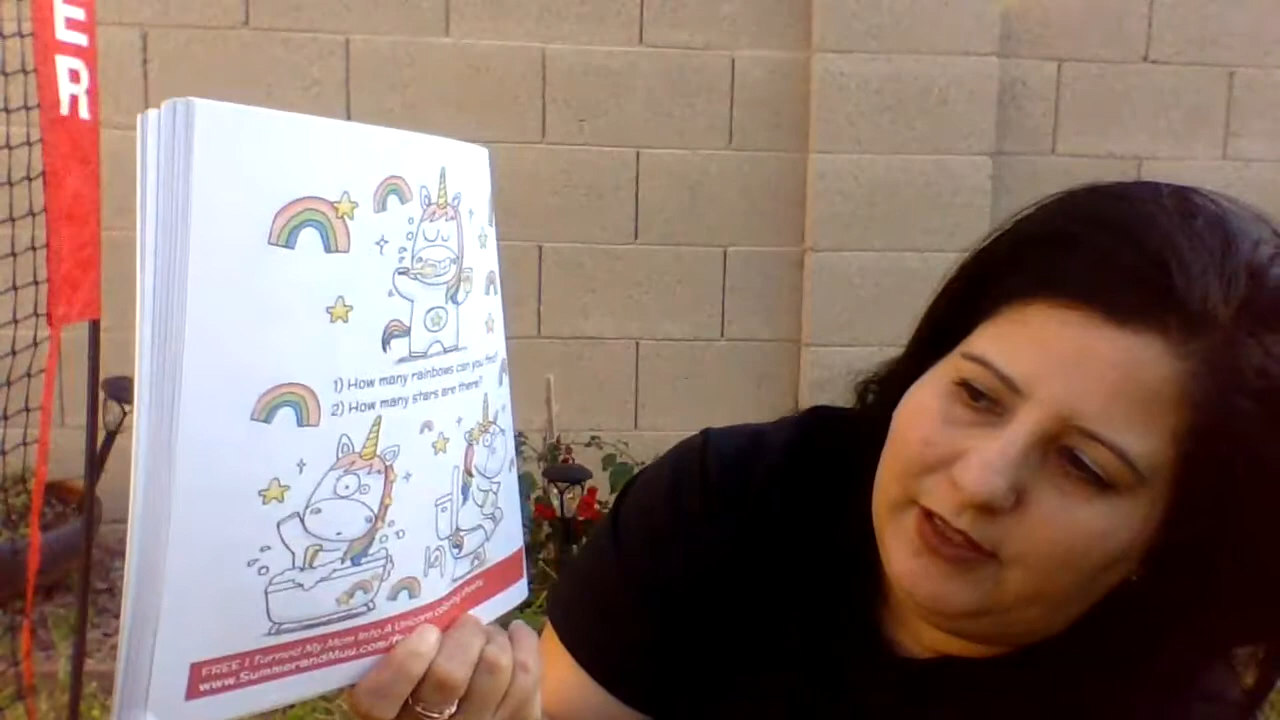 ER
1) How many rainbows can you find?
2) How many stars are there?
FREE I Turned My Mom Into A Unicorn coloring sheets:
www.SummerandMuu.com/